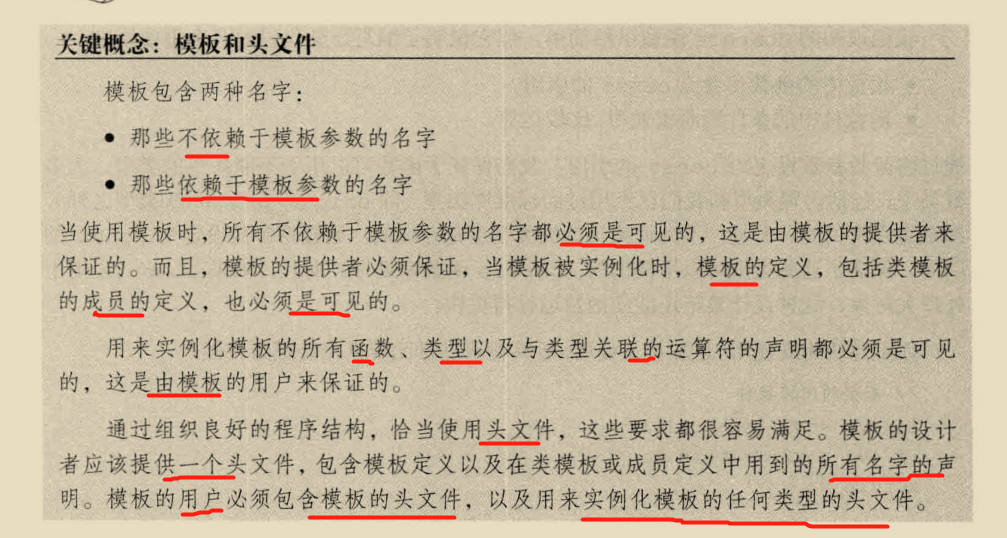 关键概念：模板和头文件
模板包含两种名字：
• 那些不依赖于模板参数的名字
• 那些依赖于模板参数的名字
当使用模板时，所有不依赖于模板参数的名字都必须是可见的，这是由模板的提供者来
保证的。而且，模板的提供者必须保证，当模板被实例化时，模板的定义，包括类模板
的成员的定义，也必须是可见的。
用来实例化模板的所有函数、类型以及与类型关联的运算符的声明都必须是可见
的，这是由模板的用户来保证的。
通过组织良好的程序结构，恰当使用头文件，这些要求都很容易满足。模板的设计
者应该提供一个头文件，包含模板定义以及在类模板或成员定义中用到的所有名字的声
明。模板的用户必须包含模板的头文件，以及用来实例化模板的任何类型的头文件。